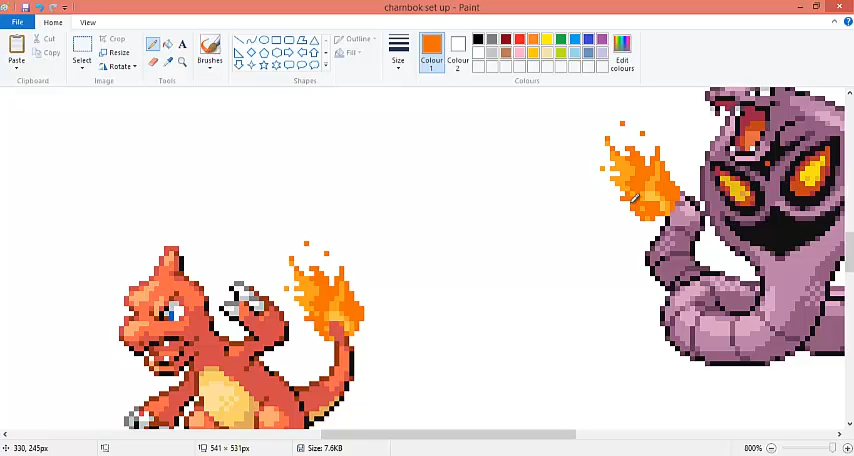 chambok set up - Paint
File Home View
Cut
Copy
Paste
Clipboard
Crop
Resize
Rotate
Select
Image
Tools
Brushes
Outline
Fill
Shapes
Size
Colour 1
Colour 2
Edit colours
Colours
330, 245px
541 × 531px
Size: 7.6KB
800%